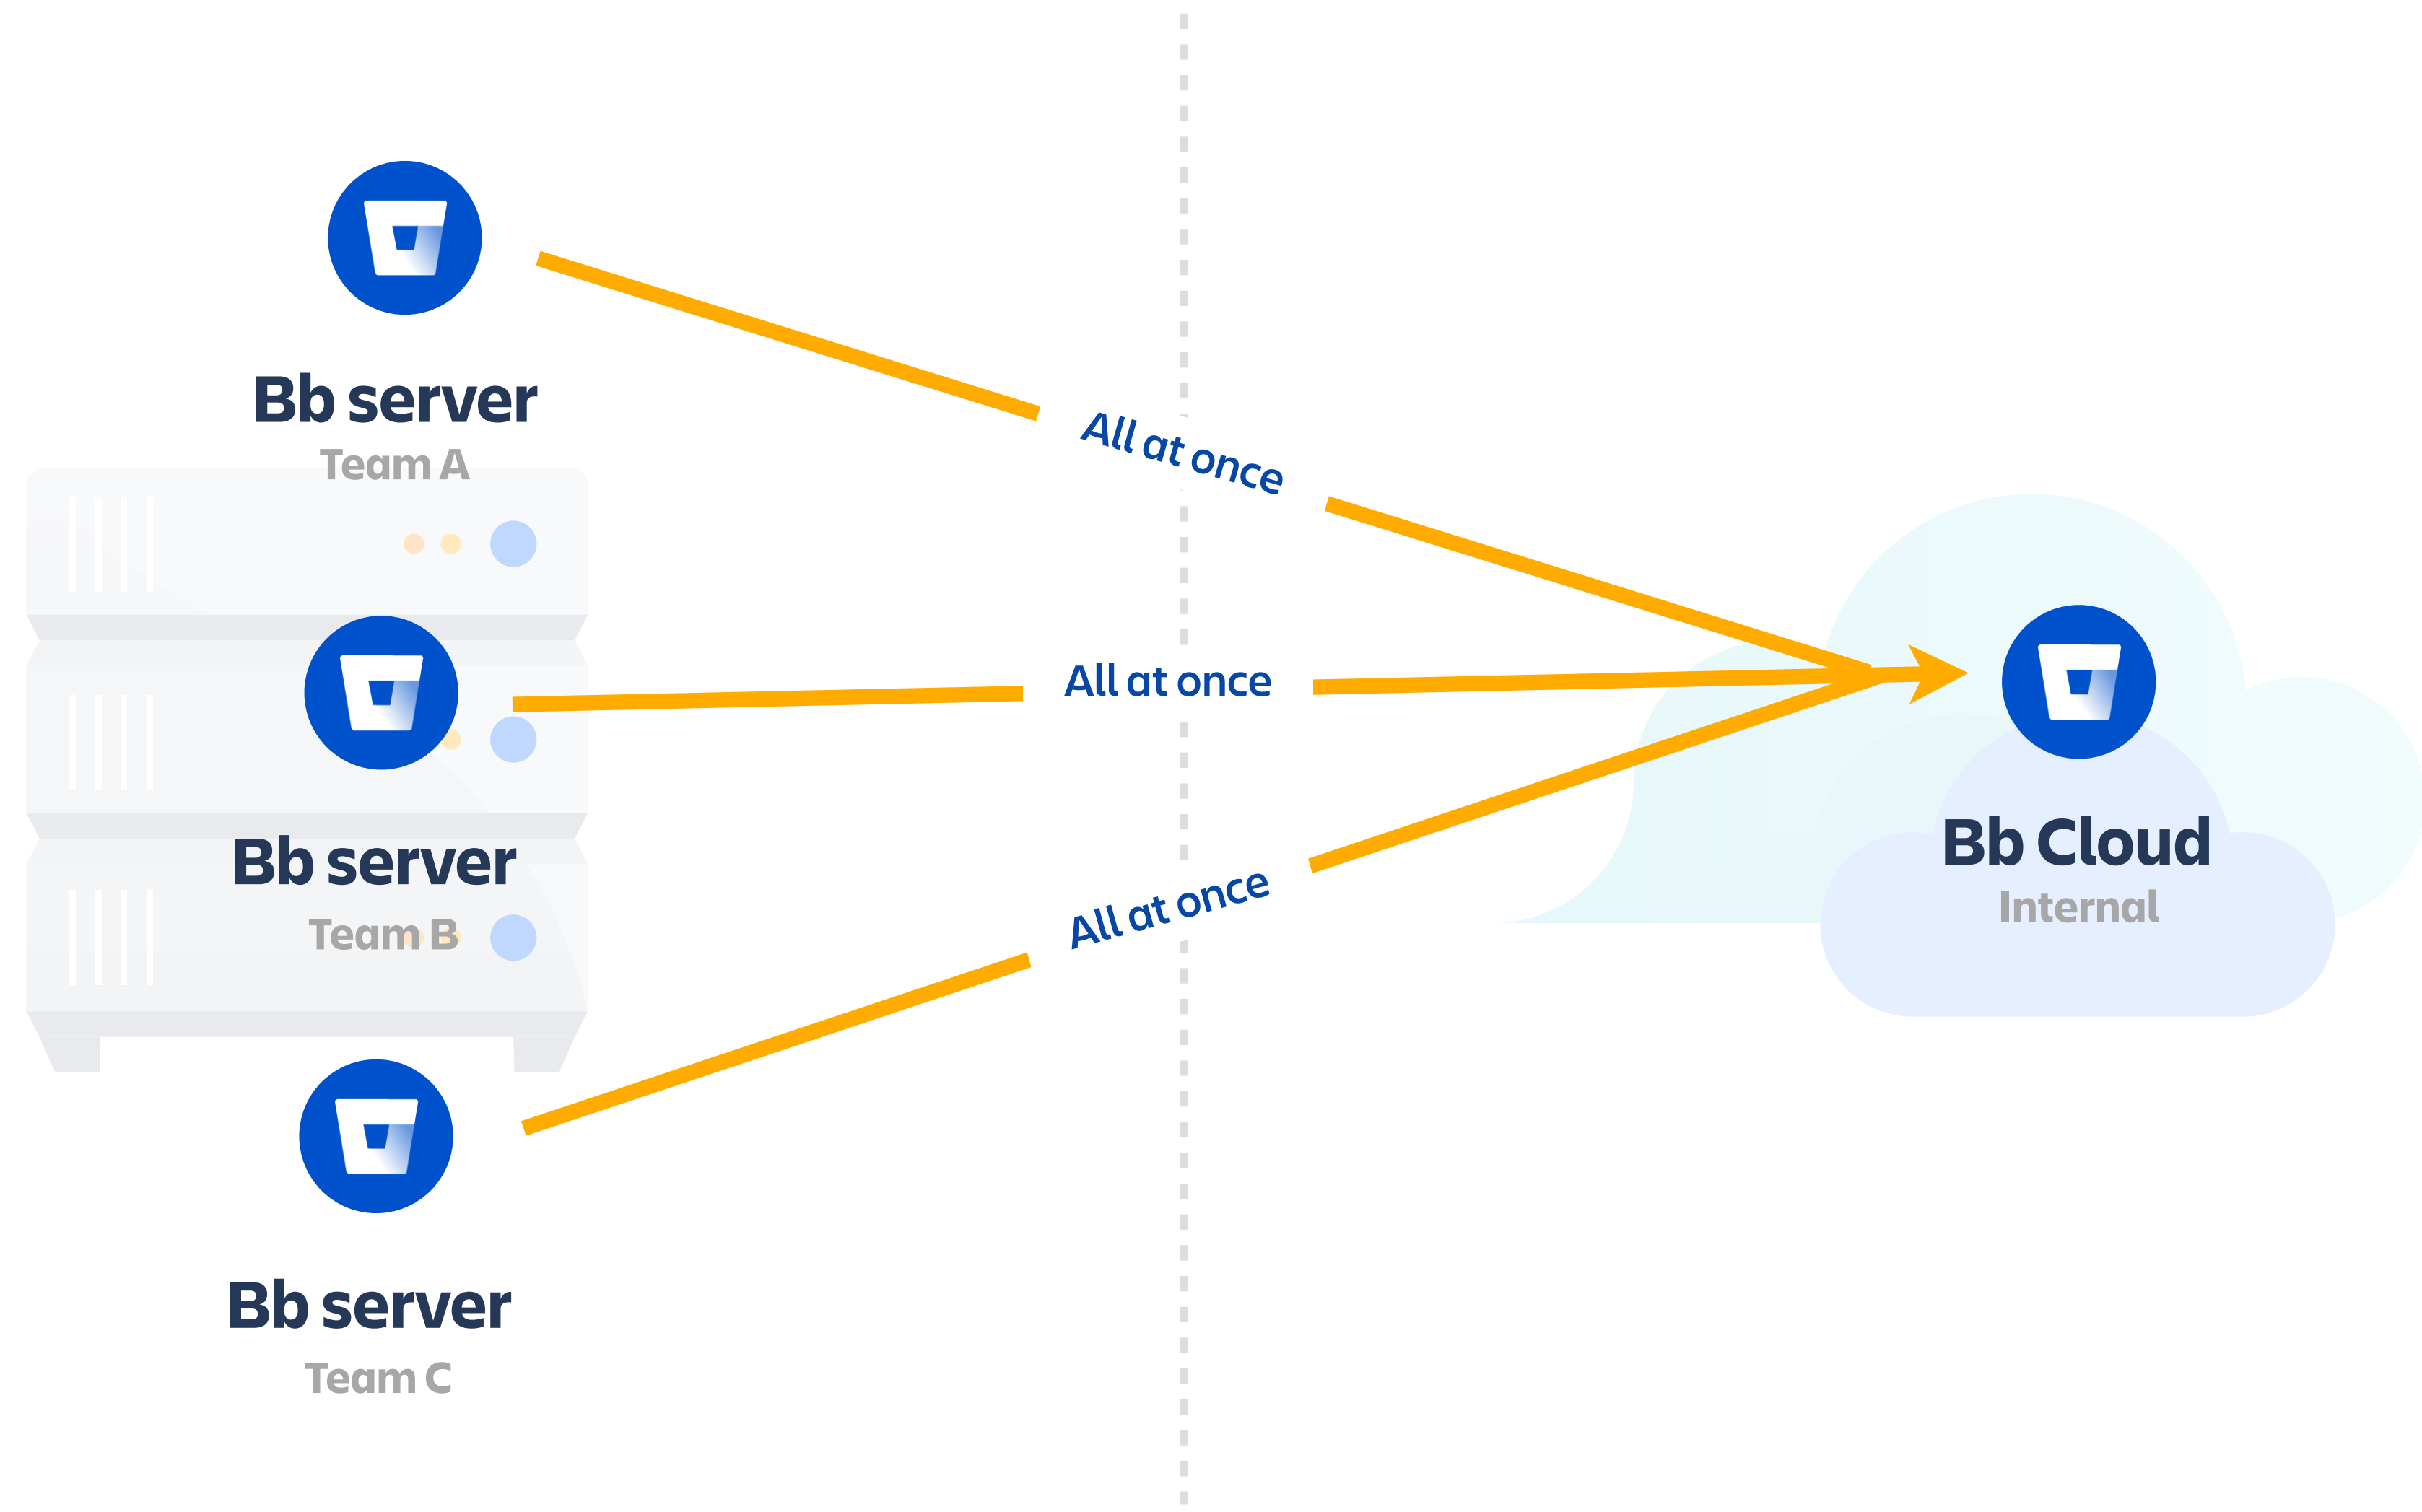 Bb server
Team A
All at once
All at once
Bb server
Team B
Bb Cloud
Internal
All at once
Bb server
Team C